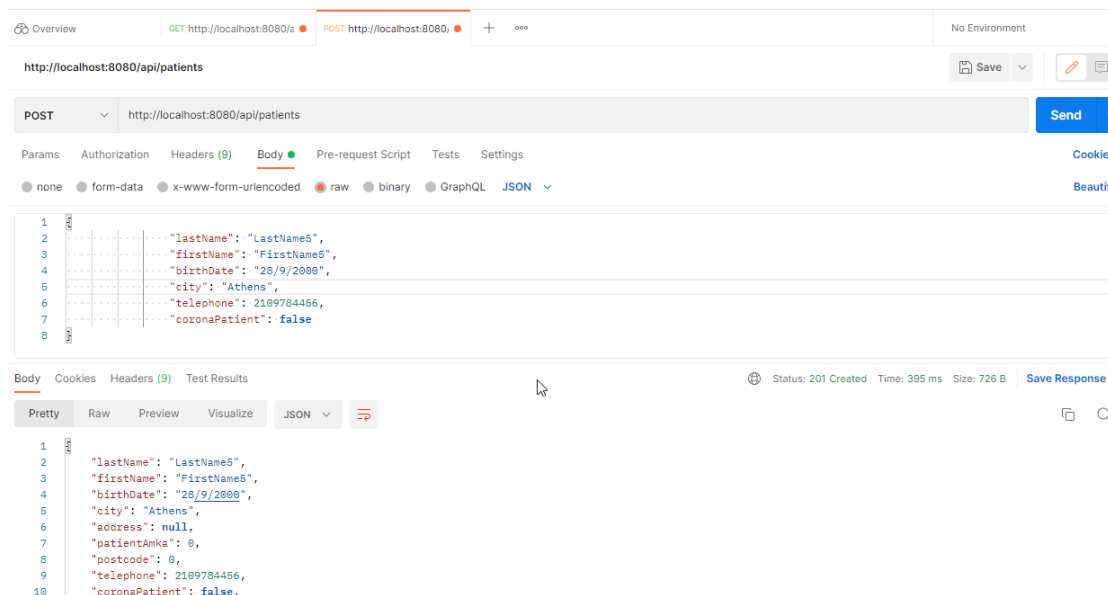 Overview GET http://localhost:8080/a POST http://localhost:8080/ No Environment
http://localhost:8080/api/patients Save
POST http://localhost:8080/api/patients Send
Params Authorization Headers (9) Body Pre-request Script Tests Settings Cookie
none form-data x-www-form-urlencoded raw binary GraphQL JSON Beautif
1 {
2 "lastName": "LastName5",
3 "firstName": "FirstName5",
4 "birthDate": "28/9/2000",
5 "city": "Athens",
6 "telephone": 2109784456,
7 "coronaPatient": false
8 }
Body Cookies Headers (9) Test Results Status: 201 Created Time: 395 ms Size: 726 B Save Response
Pretty Raw Preview Visualize JSON
1 {
2 "lastName": "LastName5",
3 "firstName": "FirstName5",
4 "birthDate": "28/9/2000",
5 "city": "Athens",
6 "address": null,
7 "patientAmka": 0,
8 "postcode": 0,
9 "telephone": 2109784456,
10 "coronaPatient": false,